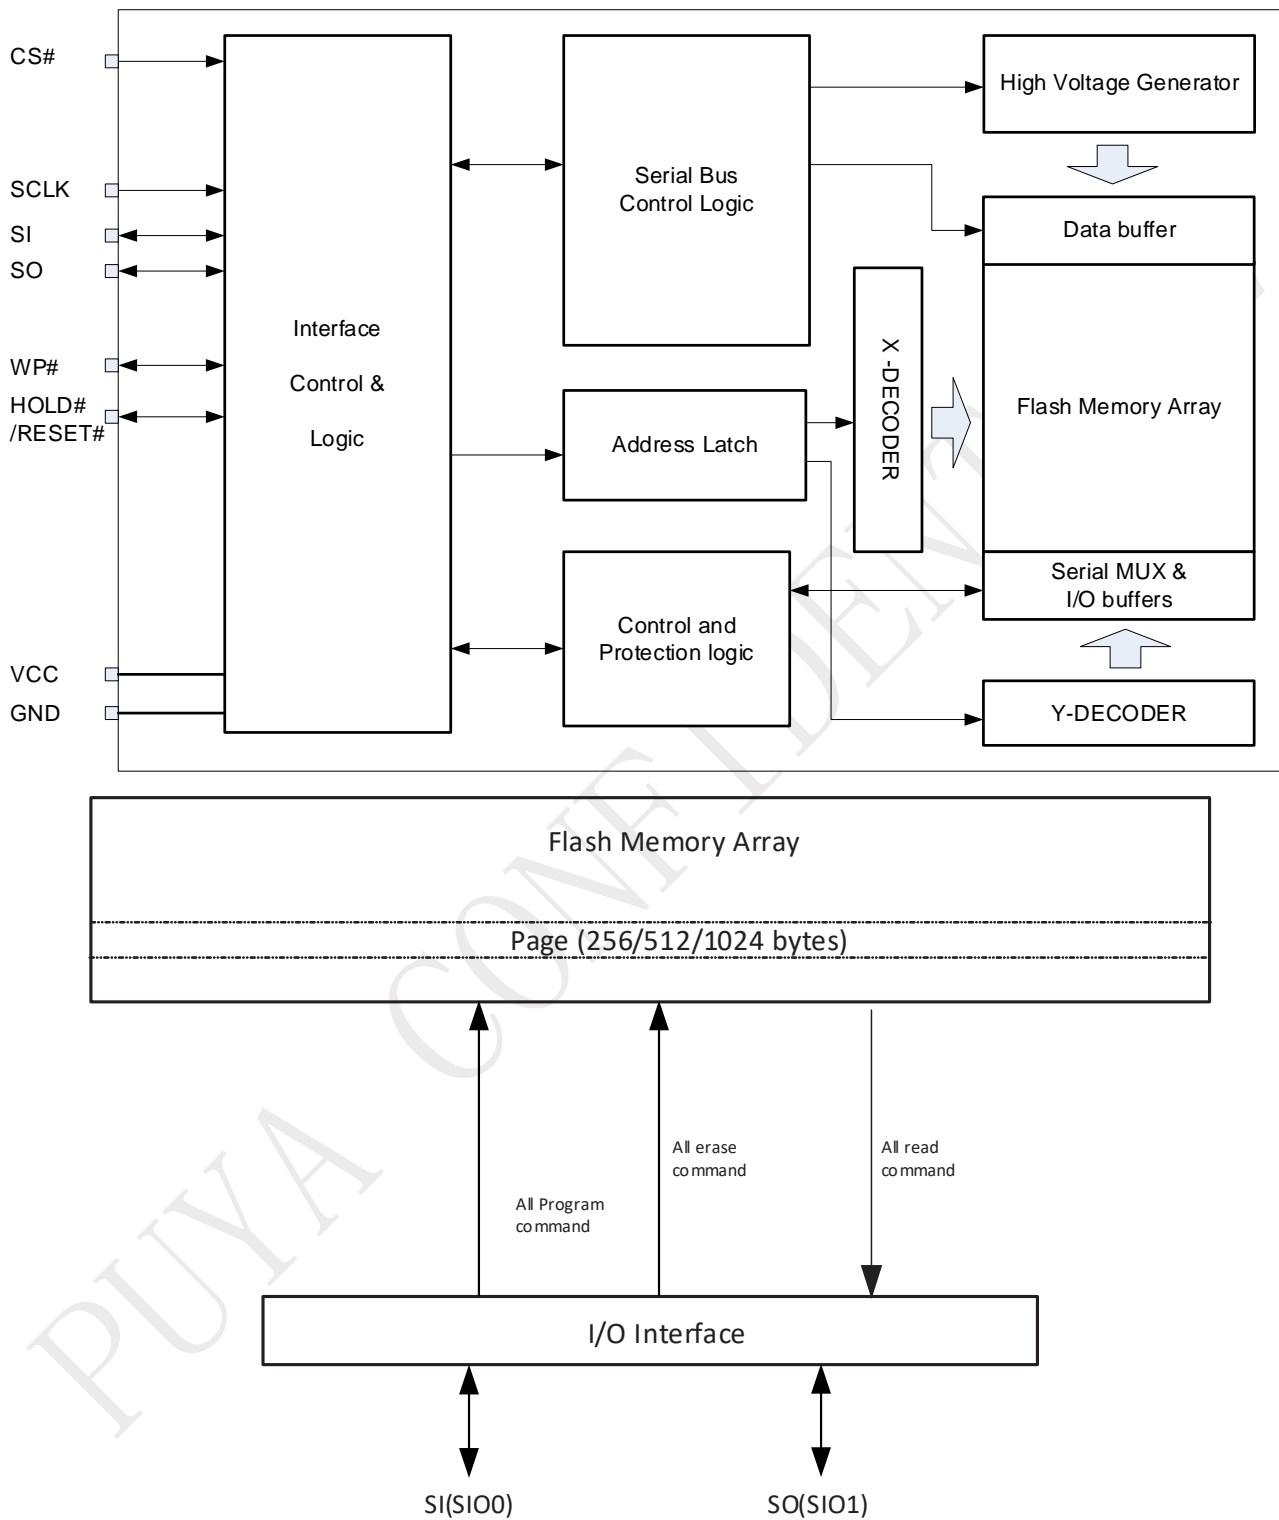 CS#
SCLK
SI
SO
WP#
HOLD#
/RESET#
VCC
GND
Interface
Control &
Logic
Serial Bus
Control Logic
Address Latch
Control and
Protection logic
X -DECODER
High Voltage Generator
Data buffer
Flash Memory Array
Serial MUX &
I/O buffers
Y-DECODER
Flash Memory Array
Page (256/512/1024 bytes)
All Program
command
All erase
command
All read
command
I/O Interface
SI(SIO0)
SO(SIO1)
PUYA CONFIDENT